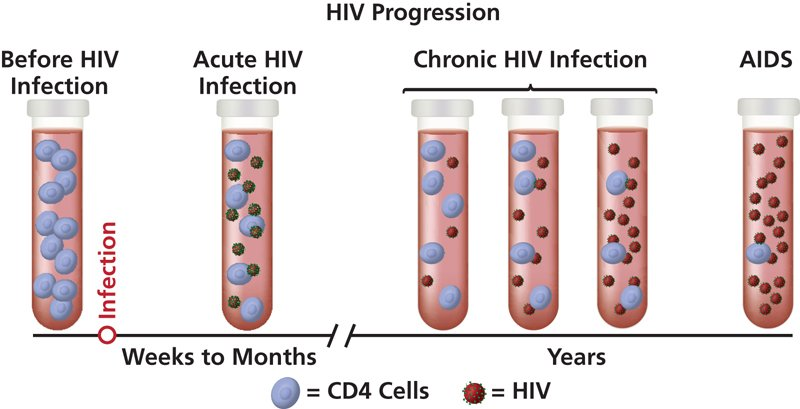 HIV Progression
Before HIV
Infection
Acute HIV
Infection
Chronic HIV Infection
AIDS
Infection
Weeks to Months
Years
= CD4 Cells
= HIV